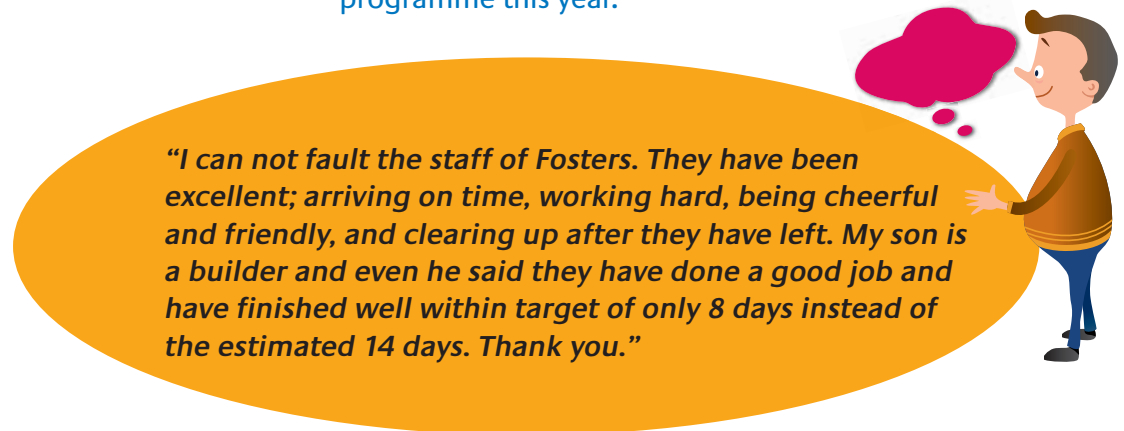 programme this year.
“I can not fault the staff of Fosters. They have been
excellent; arriving on time, working hard, being cheerful
and friendly, and clearing up after they have left. My son is
a builder and even he said they have done a good job and
have finished well within target of only 8 days instead of
the estimated 14 days. Thank you.”